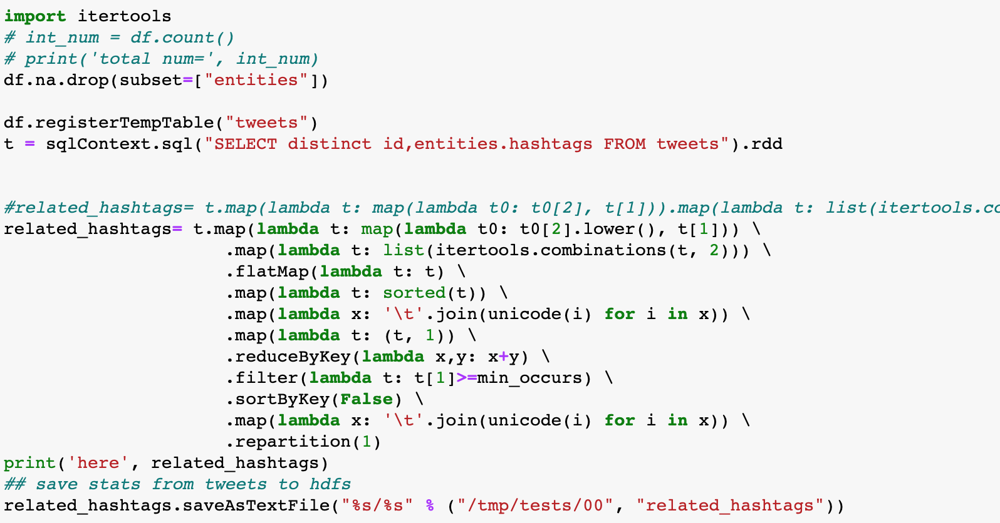 import itertools
# int_num = df.count()
# print('total num=', int_num)
df.na.drop(subset=["entities"])
df.registerTempTable("tweets")
t = sqlContext.sql("SELECT distinct id,entities.hashtags FROM tweets").rdd
#related_hashtags= t.map(lambda t: map(lambda t0: t0[2], t[1])).map(lambda t: list(itertools.co
related_hashtags= t.map(lambda t: map(lambda t0: t0[2].lower(), t[1])) \
.map(lambda t: list(itertools.combinations(t, 2))) \
.flatMap(lambda t: t) \
.map(lambda t: sorted(t)) \
.map(lambda x: '\t'.join(unicode(i) for i in x)) \
.map(lambda t: (t, 1)) \
.reduceByKey(lambda x,y: x+y) \
.filter(lambda t: t[1]>=min_occurs) \
.sortByKey(False) \
.map(lambda x: '\t'.join(unicode(i) for i in x)) \
.repartition(1)
print('here', related_hashtags)
## save stats from tweets to hdfs
related_hashtags.saveAsTextFile("%s/%s" % ("/tmp/tests/00", "related_hashtags"))